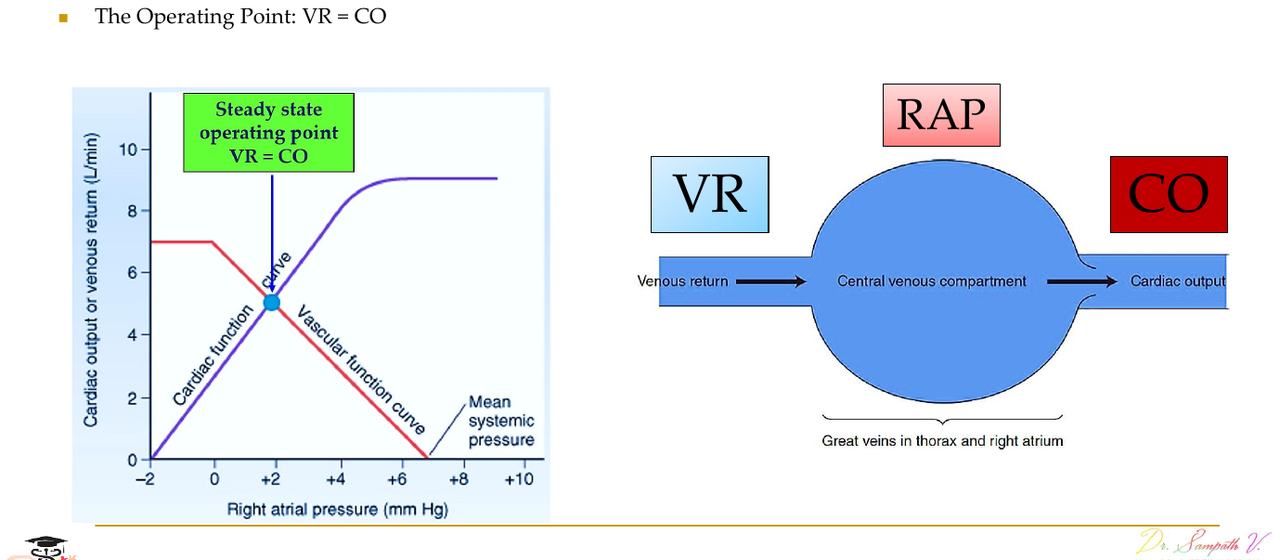 The Operating Point: VR = CO
Steady state
operating point
VR = CO
Cardiac output or venous return (L/min)
10
8
6
4
2
0
−2
0
+2
+4
+6
+8
+10
Right atrial pressure (mm Hg)
Cardiac function curve
Vascular function curve
Mean
systemic
pressure
RAP
VR
CO
Venous return
Central venous compartment
Cardiac output
Great veins in thorax and right atrium
Dr. Sampath V.